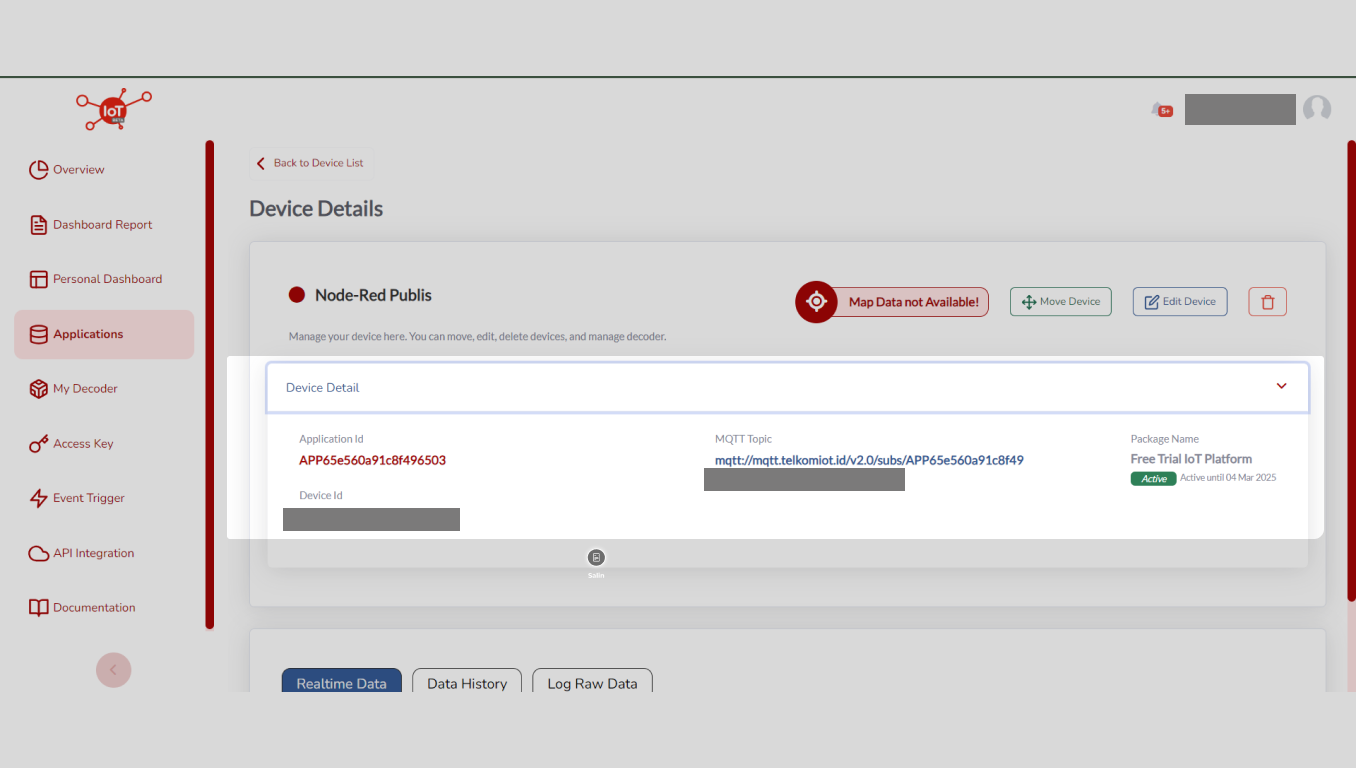 IoT
BETA
5+
Overview
Dashboard Report
Personal Dashboard
Applications
My Decoder
Access Key
Event Trigger
API Integration
Documentation
Back to Device List
Device Details
Node-Red Publis
Map Data not Available!
Move Device
Edit Device
Manage your device here. You can move, edit, delete devices, and manage decoder.
Device Detail
Application Id
APP65e560a91c8f496503
Device Id
MQTT Topic
mqtt://mqtt.telkomiot.id/v2.0/subs/APP65e560a91c8f49
Package Name
Free Trial IoT Platform
Active Active until 04 Mar 2025
Salin
Realtime Data
Data History
Log Raw Data